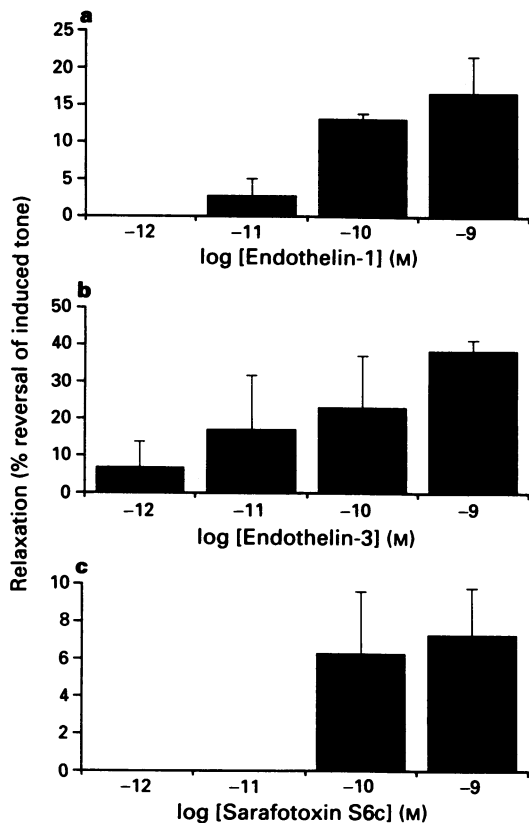 Relaxation (% reversal of induced tone)
a
25
20
15
10
5
0
-12 -11 -10 -9
log [Endothelin-1] (M)
b
50
40
30
20
10
0
-12 -11 -10 -9
log [Endothelin-3] (M)
c
10
8
6
4
2
0
-12 -11 -10 -9
log [Sarafotoxin S6c] (M)